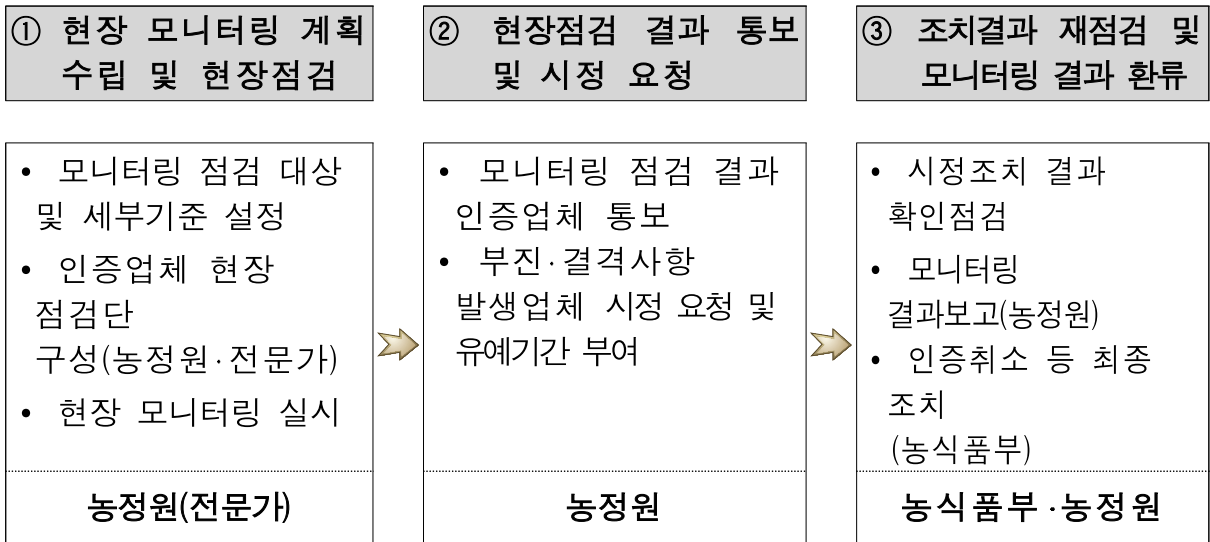 ① 현장 모니터링 계획
수립 및 현장점검
• 모니터링 점검 대상
및 세부기준 설정
• 인증업체 현장
점검단
구성(농정원·전문가)
• 현장 모니터링 실시
농정원(전문가)
② 현장점검 결과 통보
및 시정 요청
• 모니터링 점검 결과
인증업체 통보
• 부진·결격사항
발생업체 시정 요청 및
유예기간 부여
농정원
③ 조치결과 재점검 및
모니터링 결과 환류
• 시정조치 결과
확인점검
• 모니터링
결과보고(농정원)
• 인증취소 등 최종
조치
(농식품부)
농식품부·농정원